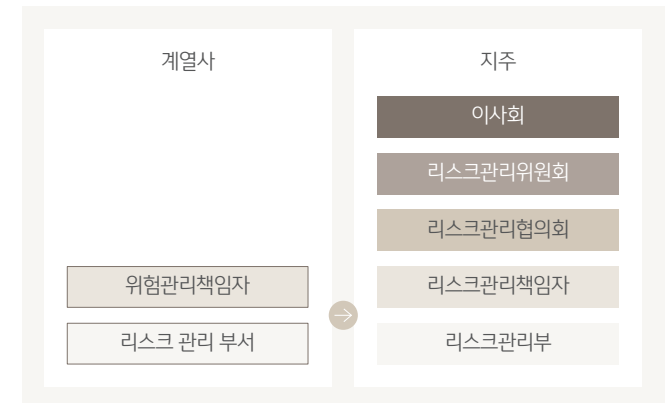 계열사
위험관리책임자
리스크 관리 부서
지주
이사회
리스크관리위원회
리스크관리협의회
리스크관리책임자
리스크관리부